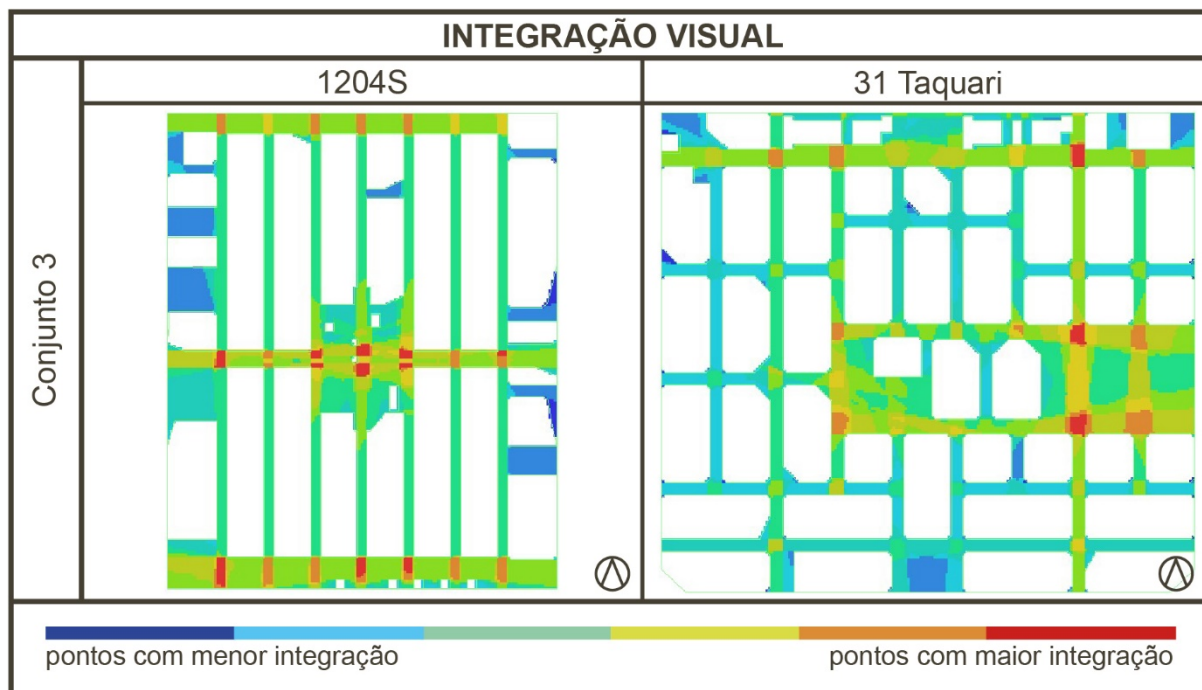 INTEGRAÇÃO VISUAL
1204S
31 Taquari
Conjunto 3
pontos com menor integração
pontos com maior integração